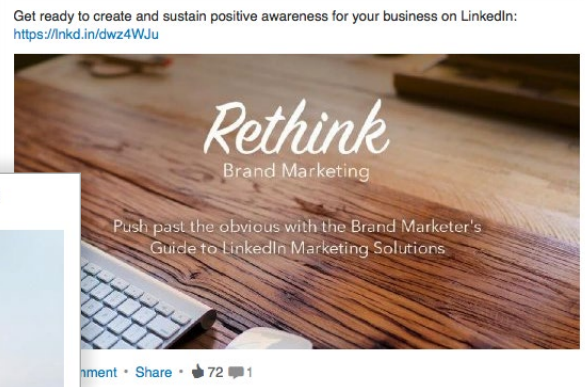 Get ready to create and sustain positive awareness for your business on LinkedIn:
https://lnkd.in/dwz4WJu
Rethink
Brand Marketing
Push past the obvious with the Brand Marketer's
Guide to LinkedIn Marketing Solutions
mment • Share • 72 1